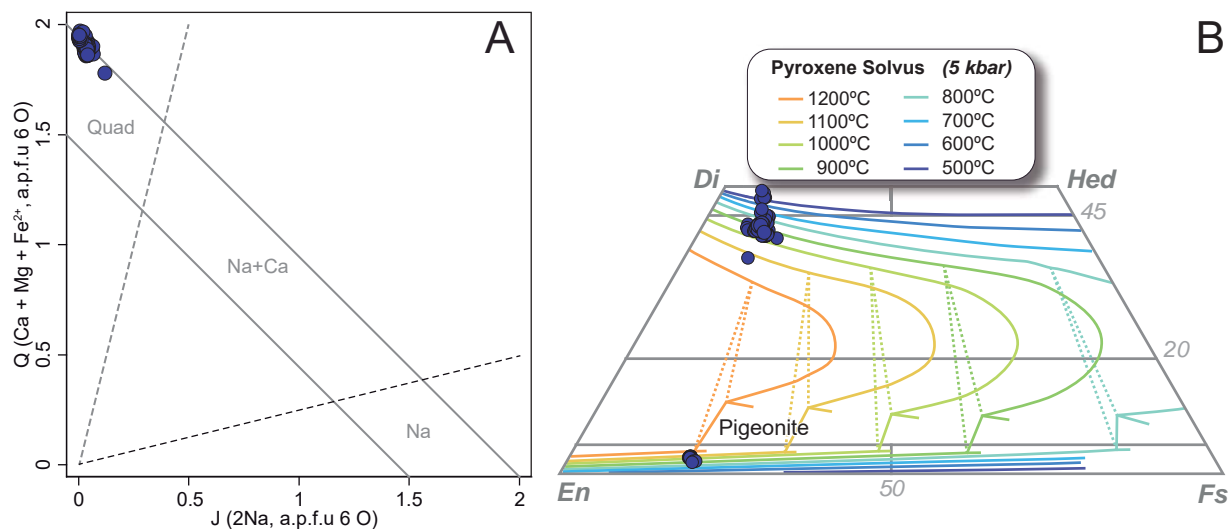 A
2
1.5
1
0.5
0
Q (Ca + Mg + Fe²⁺, a.p.f.u 6 O)
Quad
Na+Ca
Na
0
0.5
1
1.5
2
J (2Na, a.p.f.u 6 O)
B
Pyroxene Solvus (5 kbar)
1200ºC 800ºC
1100ºC 700ºC
1000ºC 600ºC
900ºC 500ºC
Di
Hed
45
20
Pigeonite
En
50
Fs